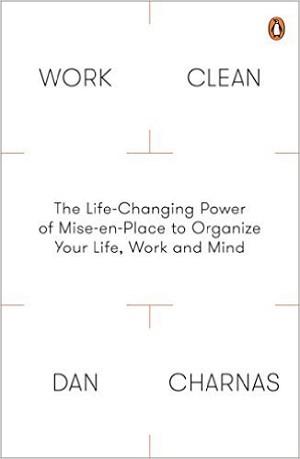 WORK CLEAN
The Life-Changing Power
of Mise-en-Place to Organize
Your Life, Work and Mind
DAN CHARNAS